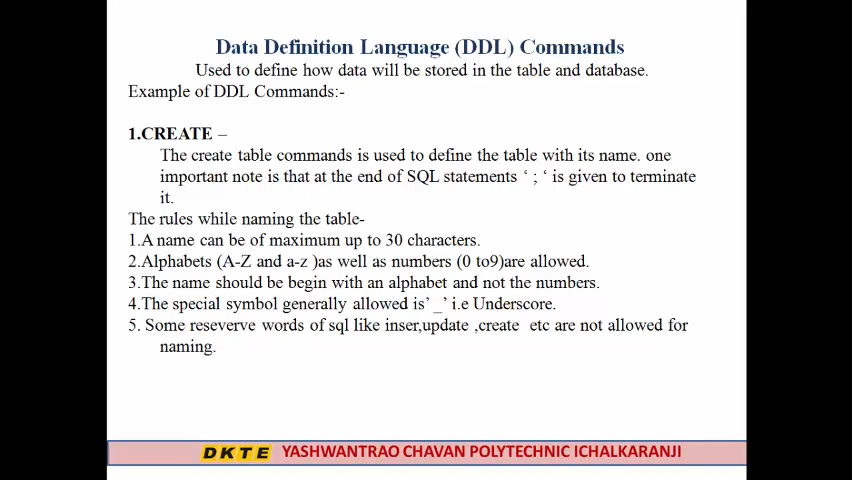 Data Definition Language (DDL) Commands
Used to define how data will be stored in the table and database.
Example of DDL Commands:-
1.CREATE –
The create table commands is used to define the table with its name. one
important note is that at the end of SQL statements ‘ ; ‘ is given to terminate
it.
The rules while naming the table-
1.A name can be of maximum up to 30 characters.
2.Alphabets (A-Z and a-z )as well as numbers (0 to9)are allowed.
3.The name should be begin with an alphabet and not the numbers.
4.The special symbol generally allowed is’ _’ i.e Underscore.
5. Some reseverve words of sql like inser,update ,create etc are not allowed for
naming.
DKTE YASHWANTRAO CHAVAN POLYTECHNIC ICHALKARANJI